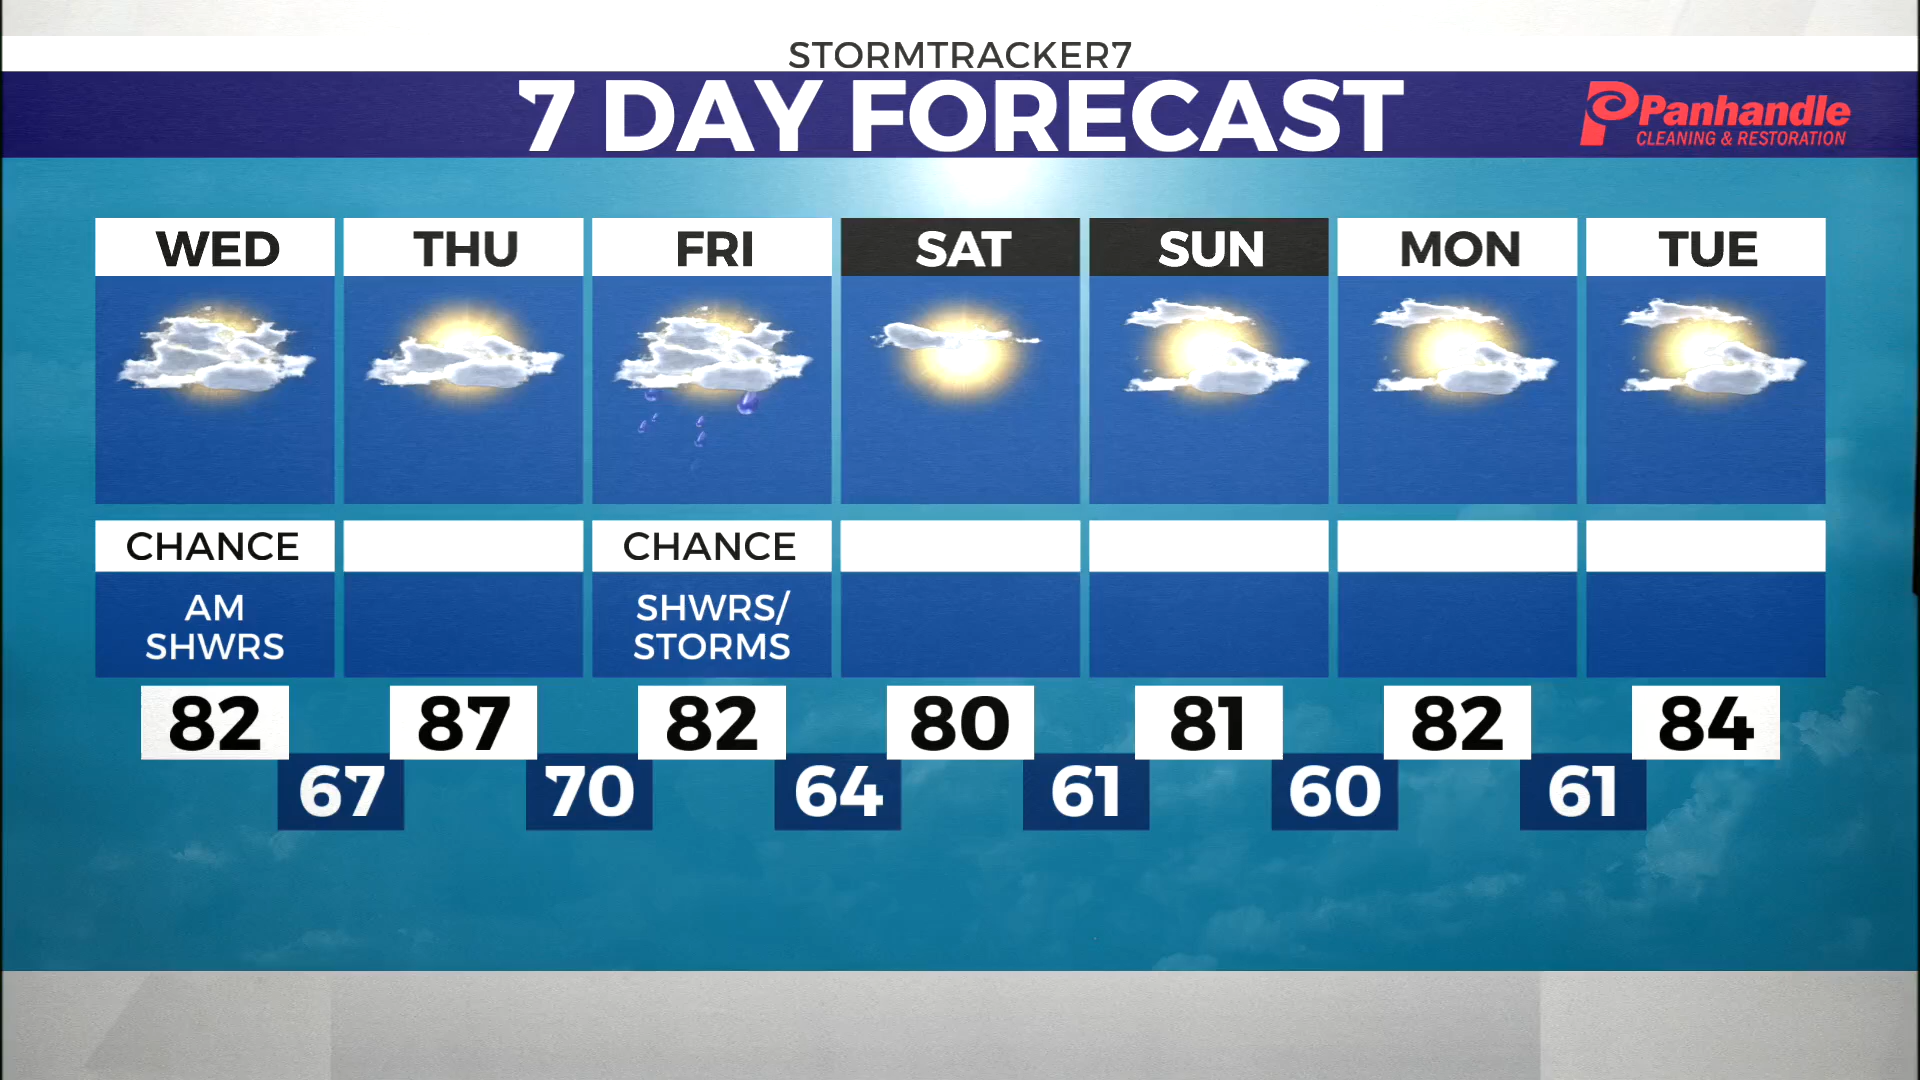 STORMTRACKER7
7 DAY FORECAST
Panhandle
CLEANING & RESTORATION
WED THU FRI SAT SUN MON TUE
CHANCE CHANCE
AM SHWRS/
SHWRS STORMS
82 87 82 80 81 82 84
67 70 64 61 60 61